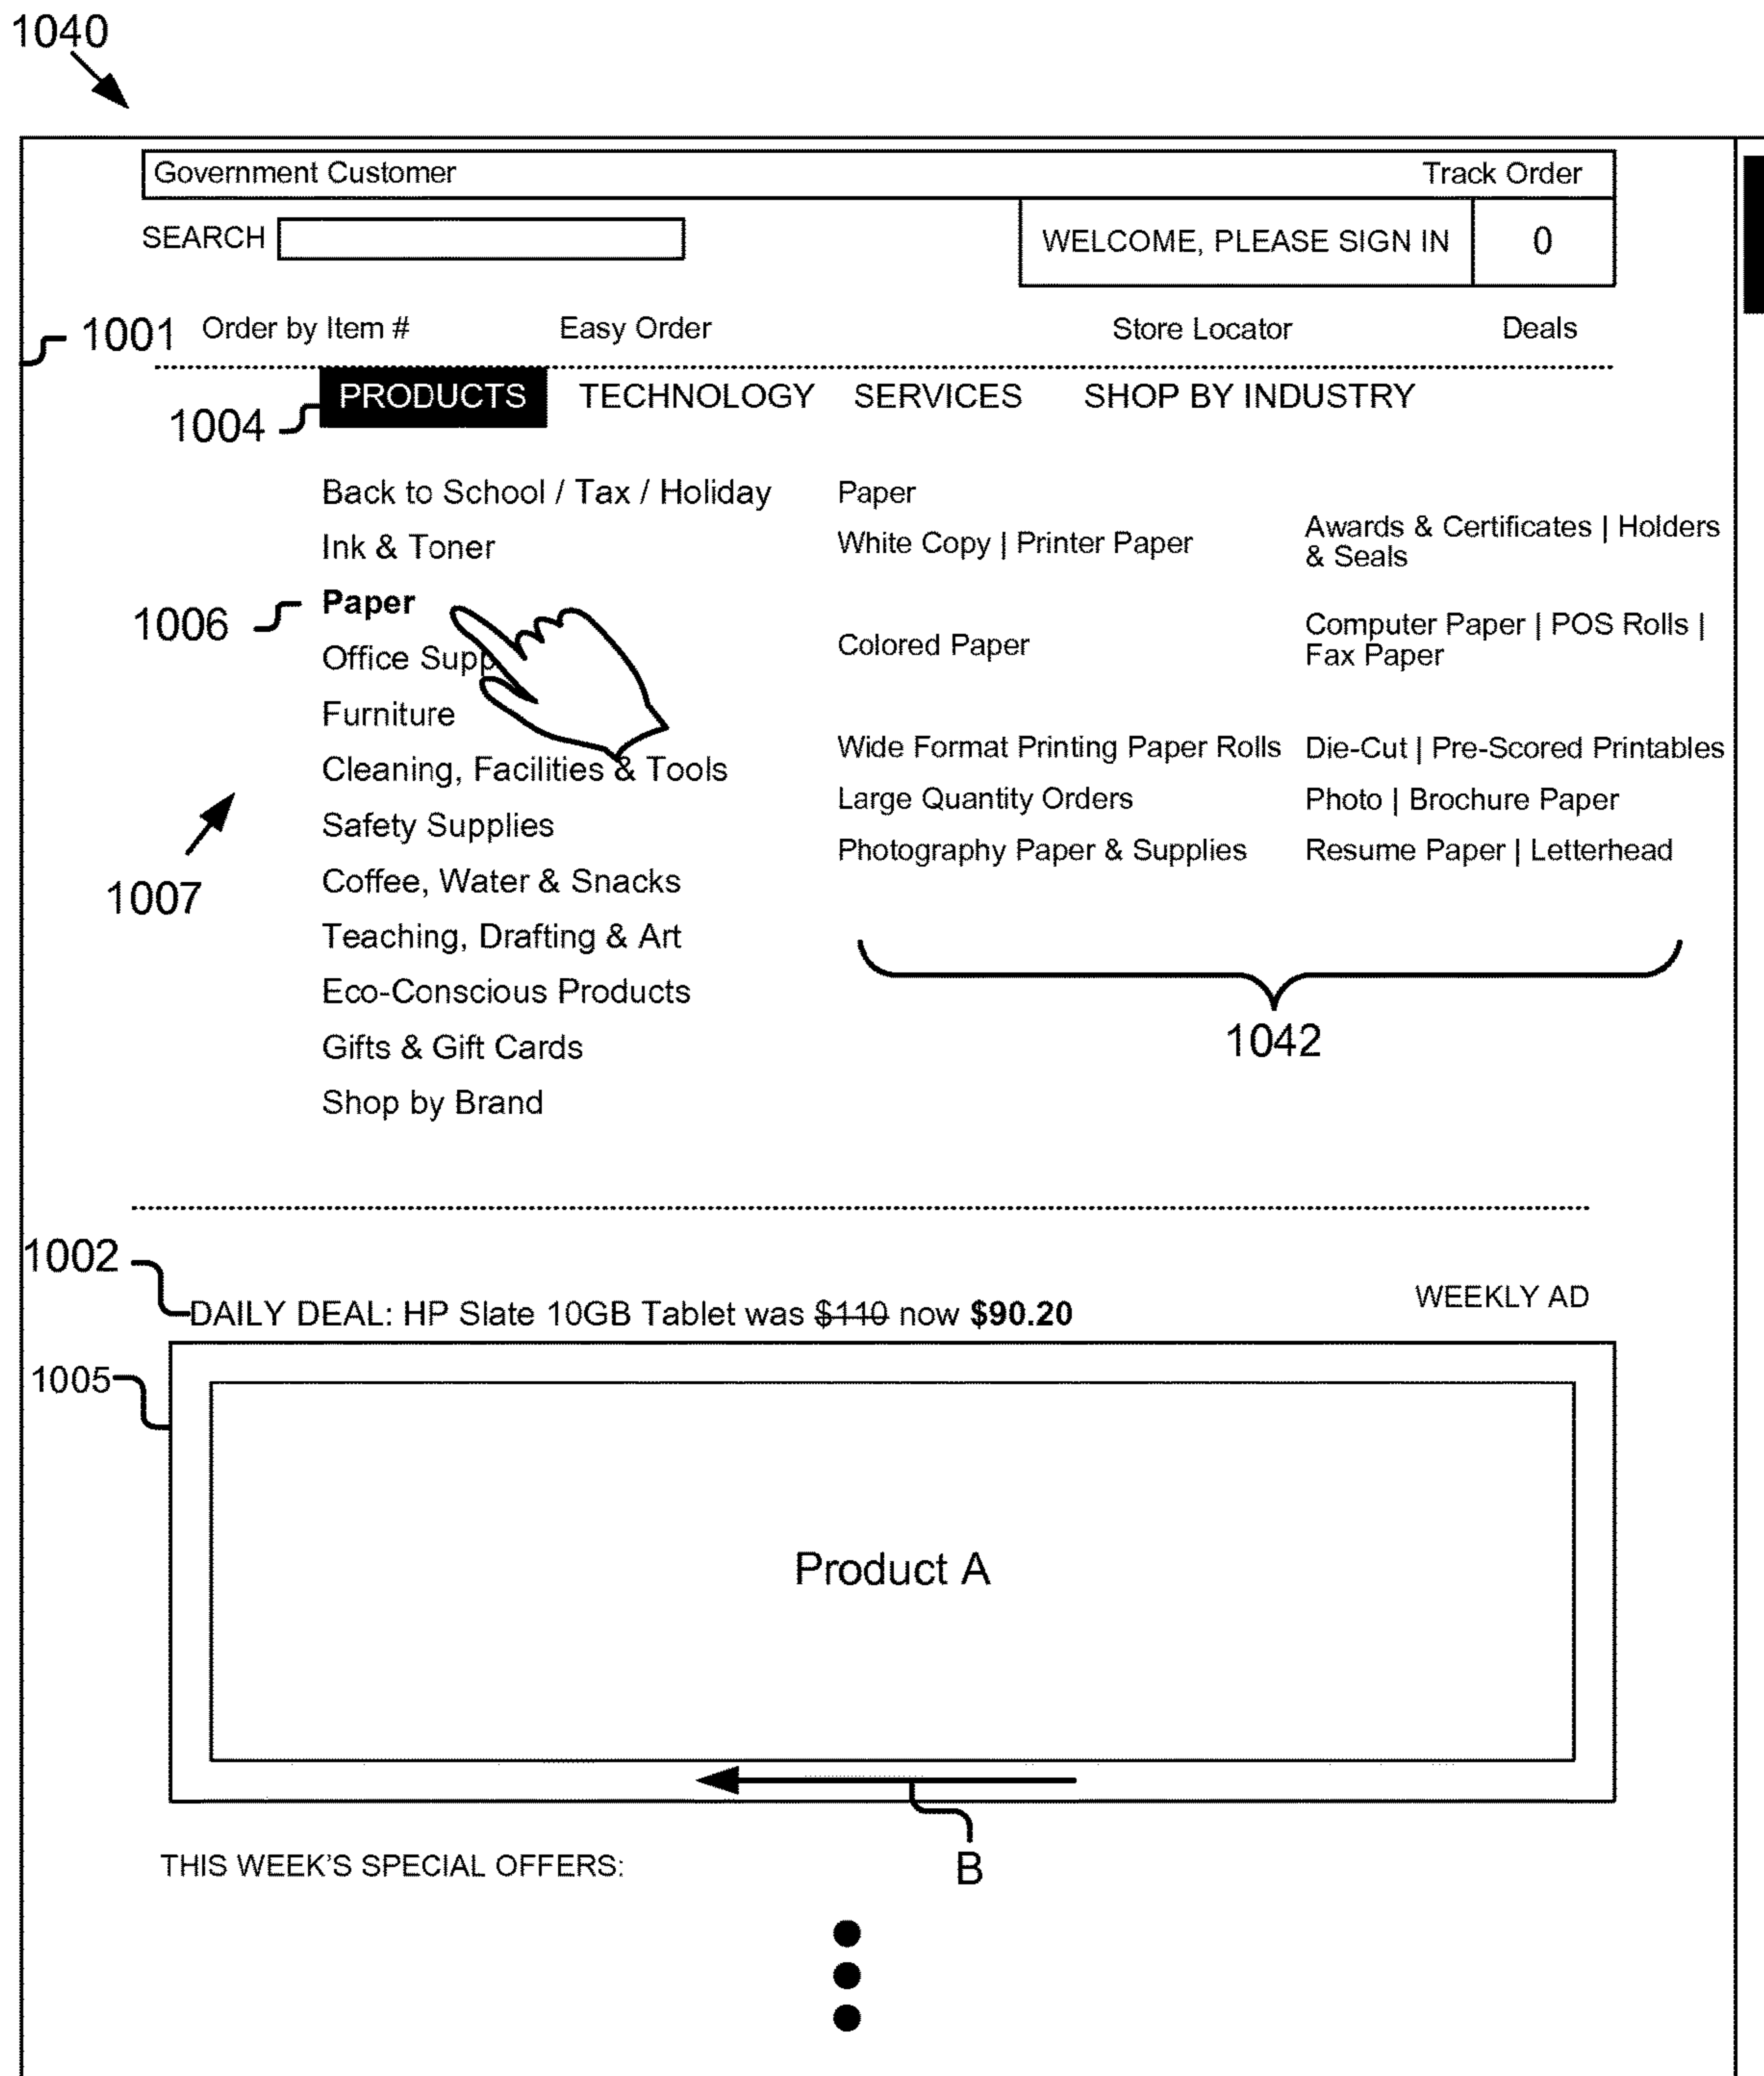 1040
Government Customer Track Order
SEARCH WELCOME, PLEASE SIGN IN 0
1001 Order by Item # Easy Order Store Locator Deals
1004 PRODUCTS TECHNOLOGY SERVICES SHOP BY INDUSTRY
Back to School / Tax / Holiday
Ink & Toner
1006 Paper
Office Supp
Furniture
Cleaning, Facilities & Tools
Safety Supplies
1007 Coffee, Water & Snacks
Teaching, Drafting & Art
Eco-Conscious Products
Gifts & Gift Cards
Shop by Brand
Paper
White Copy | Printer Paper
Colored Paper
Wide Format Printing Paper Rolls
Large Quantity Orders
Photography Paper & Supplies
Awards & Certificates | Holders
& Seals
Computer Paper | POS Rolls |
Fax Paper
Die-Cut | Pre-Scored Printables
Photo | Brochure Paper
Resume Paper | Letterhead
1042
1002
DAILY DEAL: HP Slate 10GB Tablet was $110 now $90.20 WEEKLY AD
1005
Product A
B
THIS WEEK'S SPECIAL OFFERS: